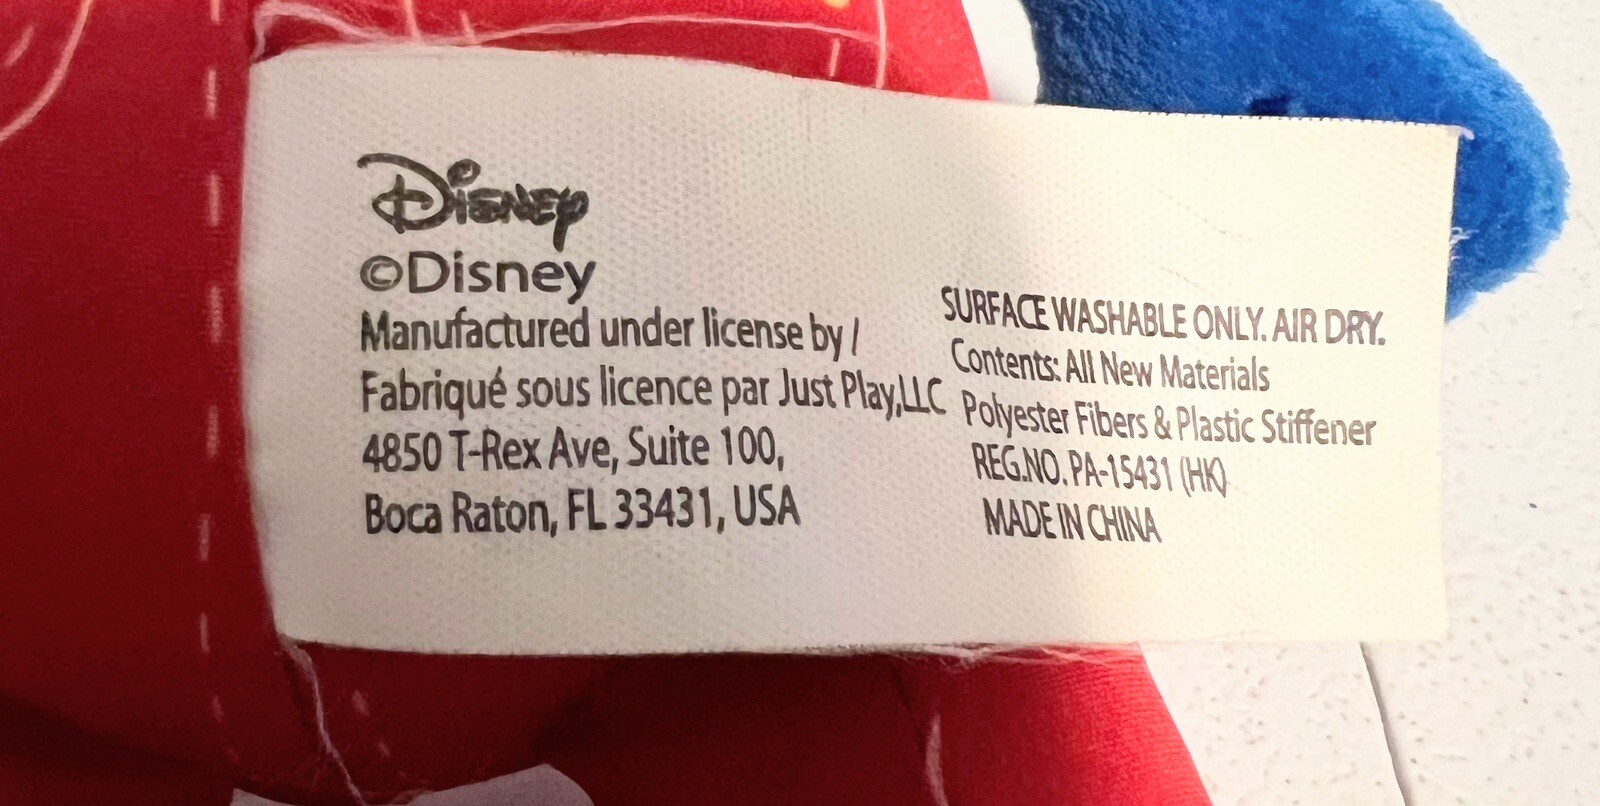 Disney
©Disney
Manufactured under license by /
Fabriqué sous licence par Just Play,LLC
4850 T-Rex Ave, Suite 100,
Boca Raton, FL 33431, USA
SURFACE WASHABLE ONLY. AIR DRY.
Contents: All New Materials
Polyester Fibers & Plastic Stiffener
REG.NO. PA-15431 (HK)
MADE IN CHINA